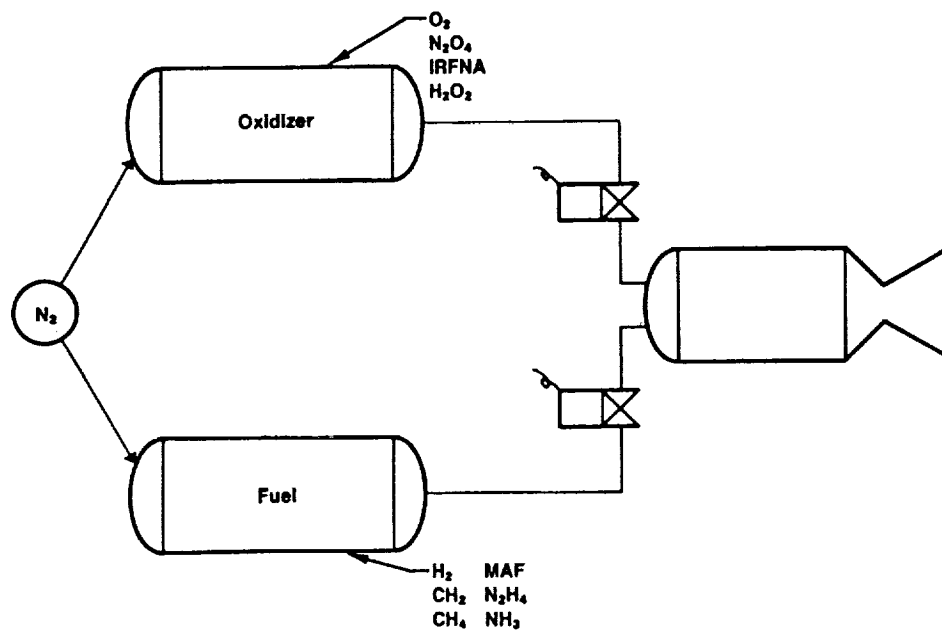 O₂
N₂O₄
IRFNA
H₂O₂
Oxidizer
N₂
Fuel
H₂ MAF
CH₂ N₂H₄
CH₄ NH₃